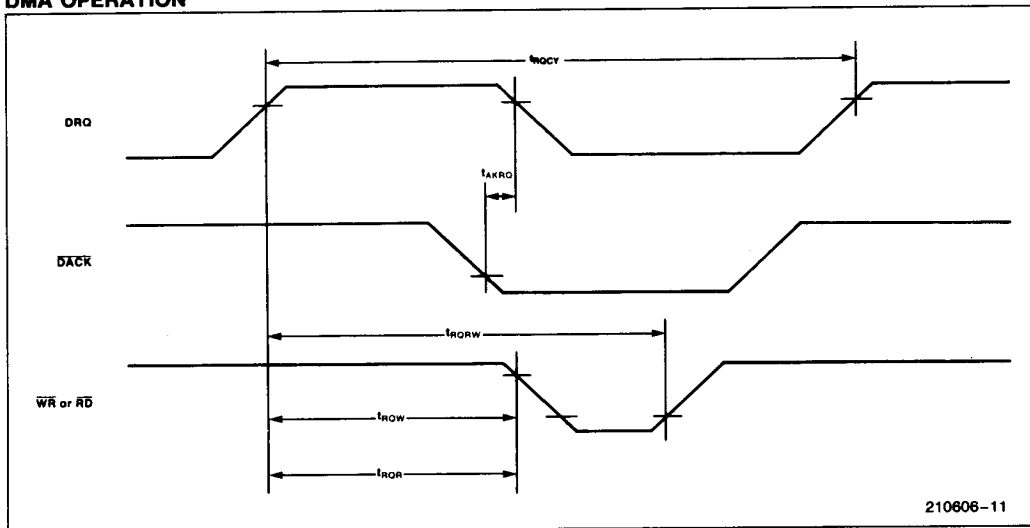 DMA OPERATION
tRQCY
DRQ
tAKRQ
DACK
tRQRW
WR or RD
tRQW
tRQR
210606-11